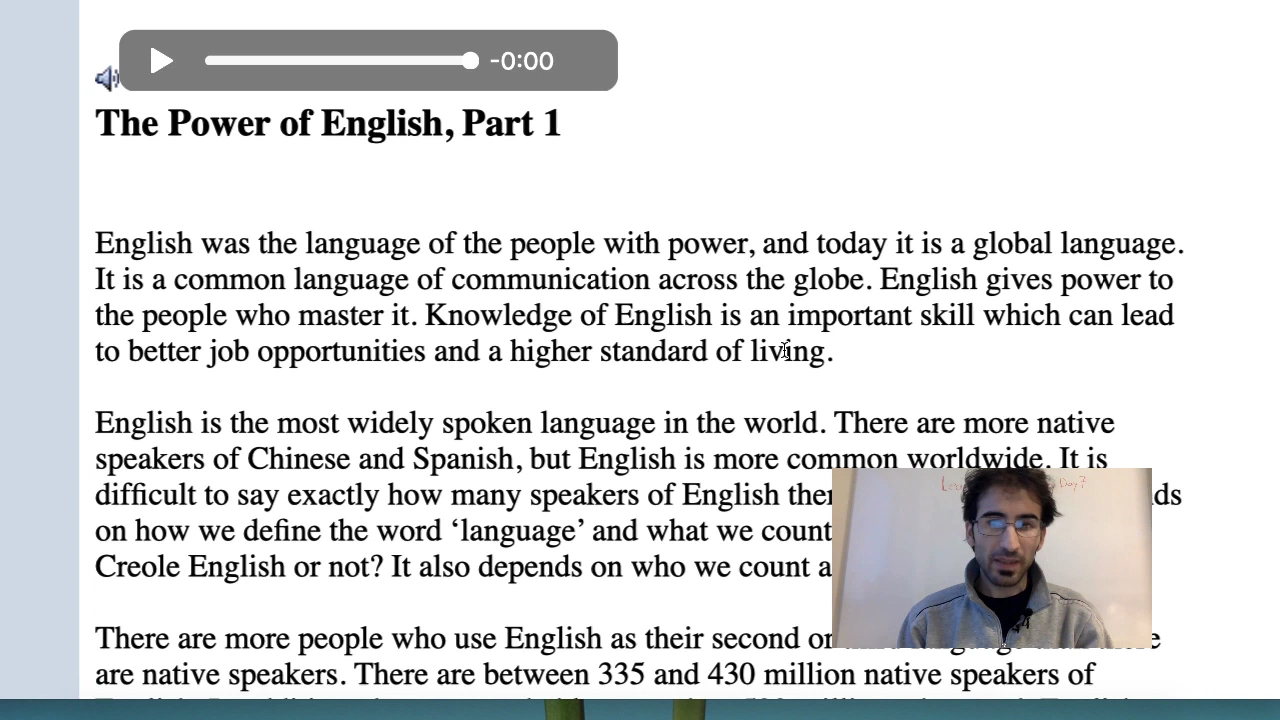 -0:00
The Power of English, Part 1
English was the language of the people with power, and today it is a global language.
It is a common language of communication across the globe. English gives power to
the people who master it. Knowledge of English is an important skill which can lead
to better job opportunities and a higher standard of living.
English is the most widely spoken language in the world. There are more native
speakers of Chinese and Spanish, but English is more common worldwide. It is
difficult to say exactly how many speakers of English
on how we define the word ‘language’ and what we count
Creole English or not? It also depends on who we count
Day?
There are more people who use English as their second or
are native speakers. There are between 335 and 430 million native speakers of